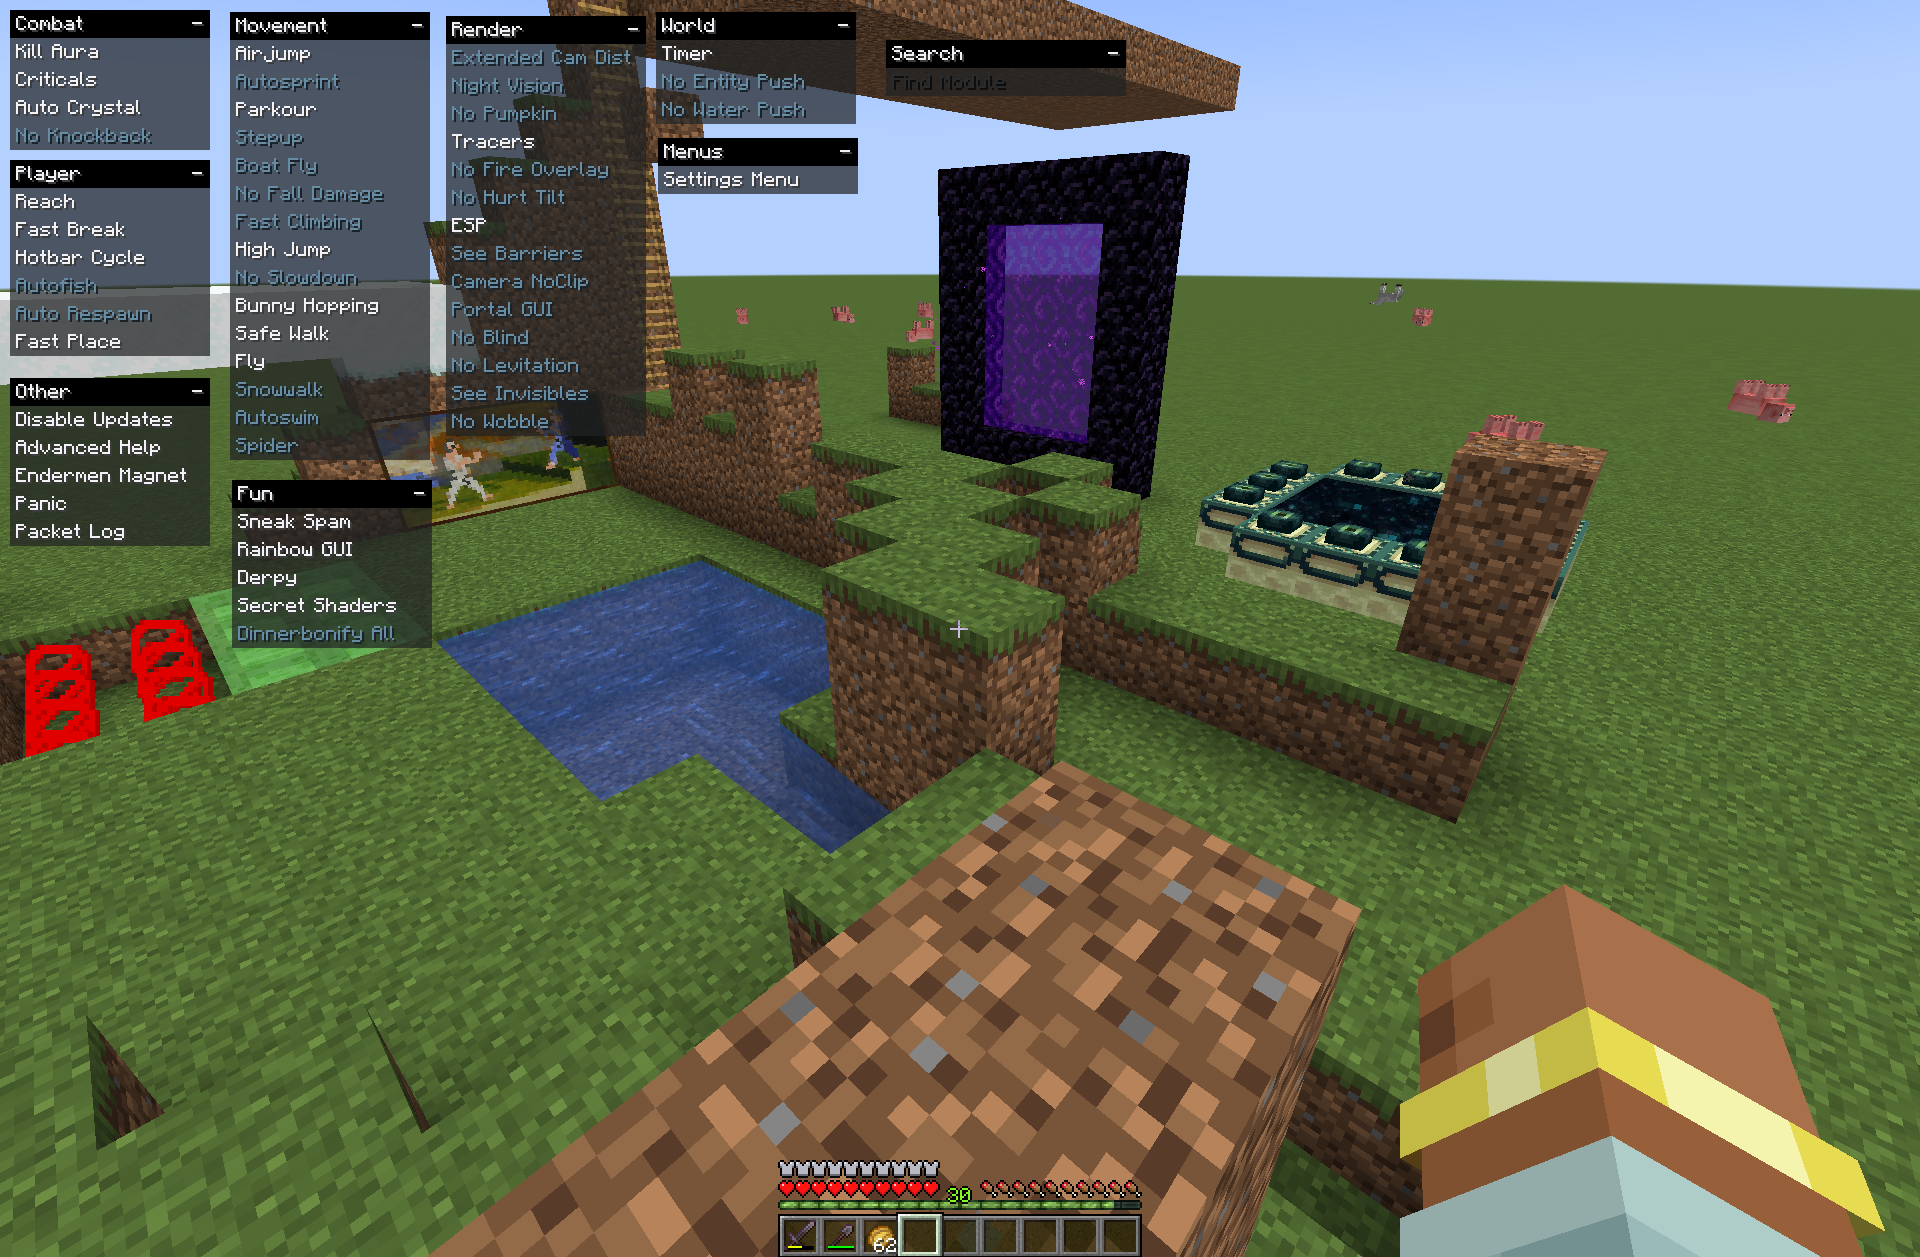 Combat
Kill Aura
Criticals
Auto Crystal
No Knockback
Player
Reach
Fast Break
Hotbar Cycle
Autofish
Auto Respawn
Fast Place
Other
Disable Updates
Advanced Help
Endermen Magnet
Panic
Packet Log
Movement
AirJump
Autosprint
Parkour
Stepup
Boat Fly
No Fall Damage
Fast Climbing
High Jump
No Slowdown
Bunny Hopping
Safe Walk
Fly
Snowwalk
Autoswim
Spider
Fun
Sneak Spam
Rainbow GUI
Derpy
Secret Shaders
Dinnerbonify All
Render
Extended Cam Dist
Night Vision
No Pumpkin
Tracers
No Fire Overlay
No Hurt Tilt
ESP
See Barriers
Camera NoClip
Portal GUI
No Blind
No Levitation
See Invisibles
No Wobble
World
Timer
No Entity Push
No Water Push
Menus
Settings Menu
Search
Find Module
30
62